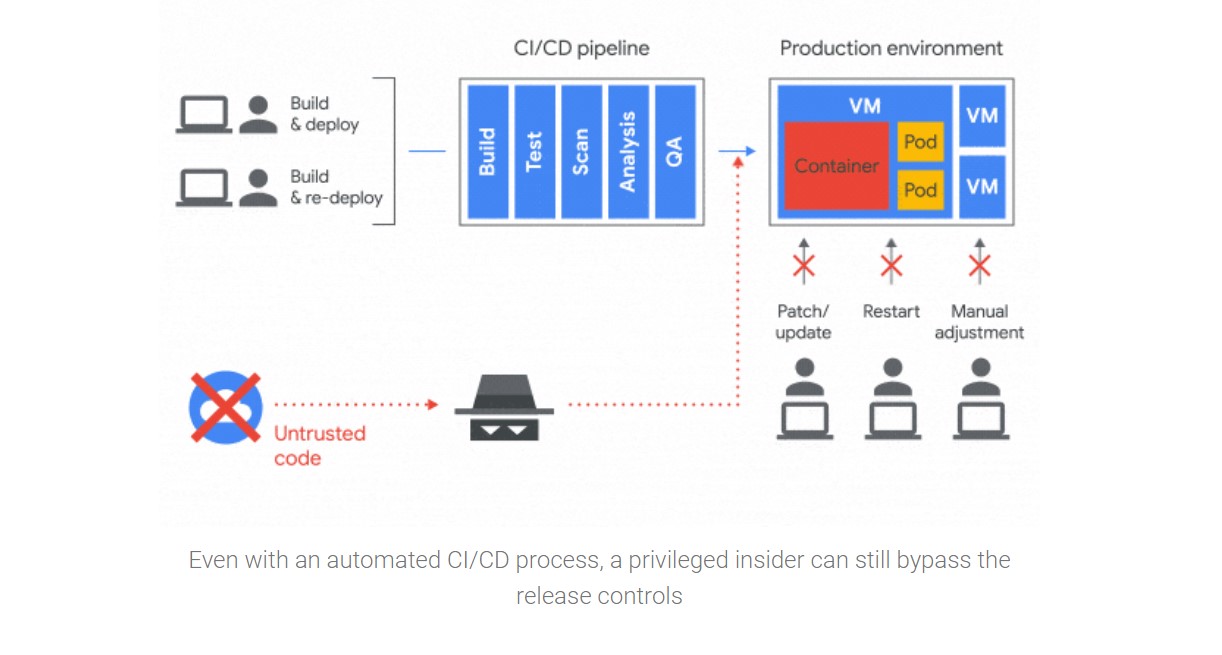 CI/CD pipeline
Production environment
Build
& deploy
Build
& re-deploy
Build
Test
Scan
Analysis
QA
VM
Container
Pod
Pod
VM
VM
Patch/
update
Restart
Manual
adjustment
Untrusted
code
Even with an automated CI/CD process, a privileged insider can still bypass the
release controls